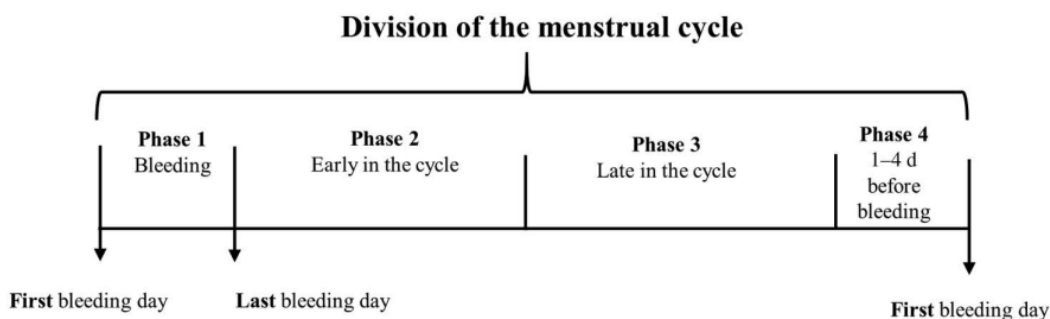 Division of the menstrual cycle
Phase 1
Bleeding
Phase 2
Early in the cycle
Phase 3
Late in the cycle
Phase 4
1–4 d
before
bleeding
First bleeding day
Last bleeding day
First bleeding day